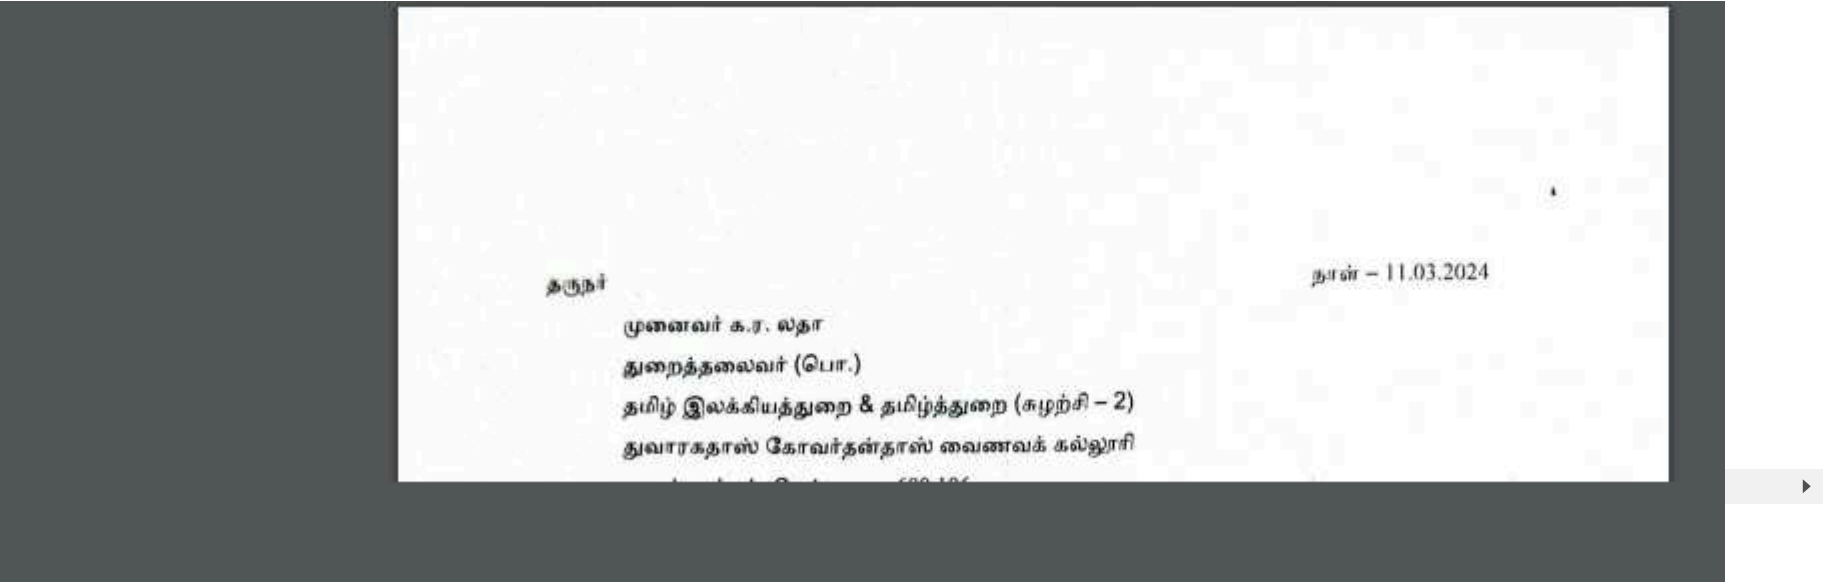 நாள் – 11.03.2024
தருநர்
முனைவர் க.ர. லதா
துறைத்தலைவர் (பொ.)
தமிழ் இலக்கியத்துறை & தமிழ்த்துறை (சுழற்சி – 2)
துவாரகதாஸ் கோவர்தன்தாஸ் வைணவக் கல்லூரி